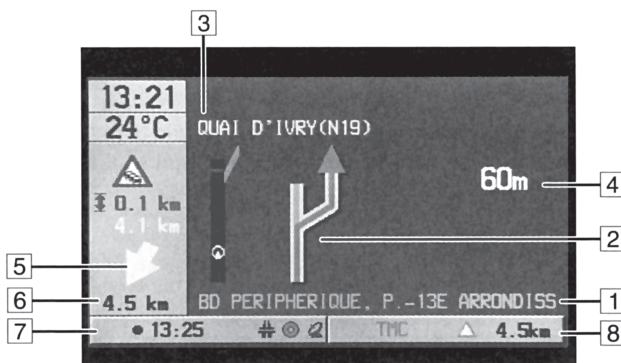 3
13:21
24°C
QUAI D'IVRY(N19)
0.1 km
4.1 km
60m
4
2
5
6
4.5 km
BD PERIPHERIQUE, P.-13E ARRONDISS
1
7
13:25
TMC
4.5km
8